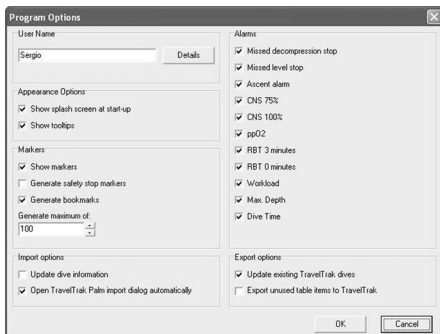 Program Options
User Name
Sergio
Details
Appearance Options
Show splash screen at start-up
Show tooltips
Markers
Show markers
Generate safety stop markers
Generate bookmarks
Generate maximum of:
100
Import options
Update dive information
Open TravelTrak Palm import dialog automatically
Alarms
Missed decompression stop
Missed level stop
Ascent alarm
CNS 75%
CNS 100%
ppO2
RBT 3 minutes
RBT 0 minutes
Workload
Max. Depth
Dive Time
Export options
Update existing TravelTrak dives
Export unused table items to TravelTrak
OK
Cancel